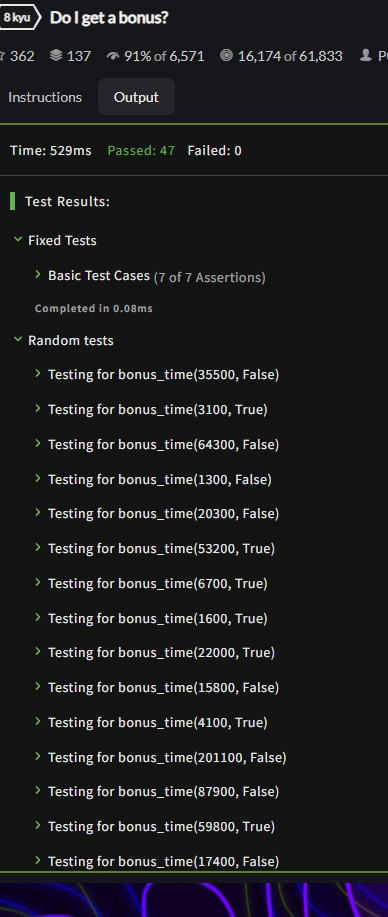 8 kyu Do I get a bonus?
362 137 91% of 6,571 16,174 of 61,833
Instructions Output
Time: 529ms Passed: 47 Failed: 0
Test Results:
Fixed Tests
Basic Test Cases (7 of 7 Assertions)
Completed in 0.08ms
Random tests
Testing for bonus_time(35500, False)
Testing for bonus_time(3100, True)
Testing for bonus_time(64300, False)
Testing for bonus_time(1300, False)
Testing for bonus_time(20300, False)
Testing for bonus_time(53200, True)
Testing for bonus_time(6700, True)
Testing for bonus_time(1600, True)
Testing for bonus_time(22000, True)
Testing for bonus_time(15800, False)
Testing for bonus_time(4100, True)
Testing for bonus_time(201100, False)
Testing for bonus_time(87900, False)
Testing for bonus_time(59800, True)
Testing for bonus_time(17400, False)